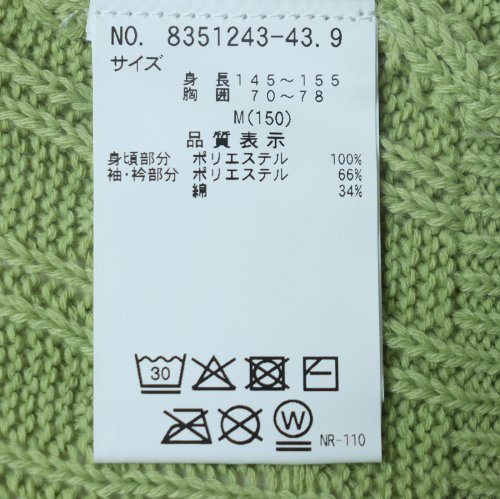 NO. 8351243-43.9
サイズ
身 長 145～155
胸 囲 70～78
M(150)
品質表示
身頃部分 ポリエステル 100%
袖・衿部分 ポリエステル 66%
綿 34%
30
W
NR-110